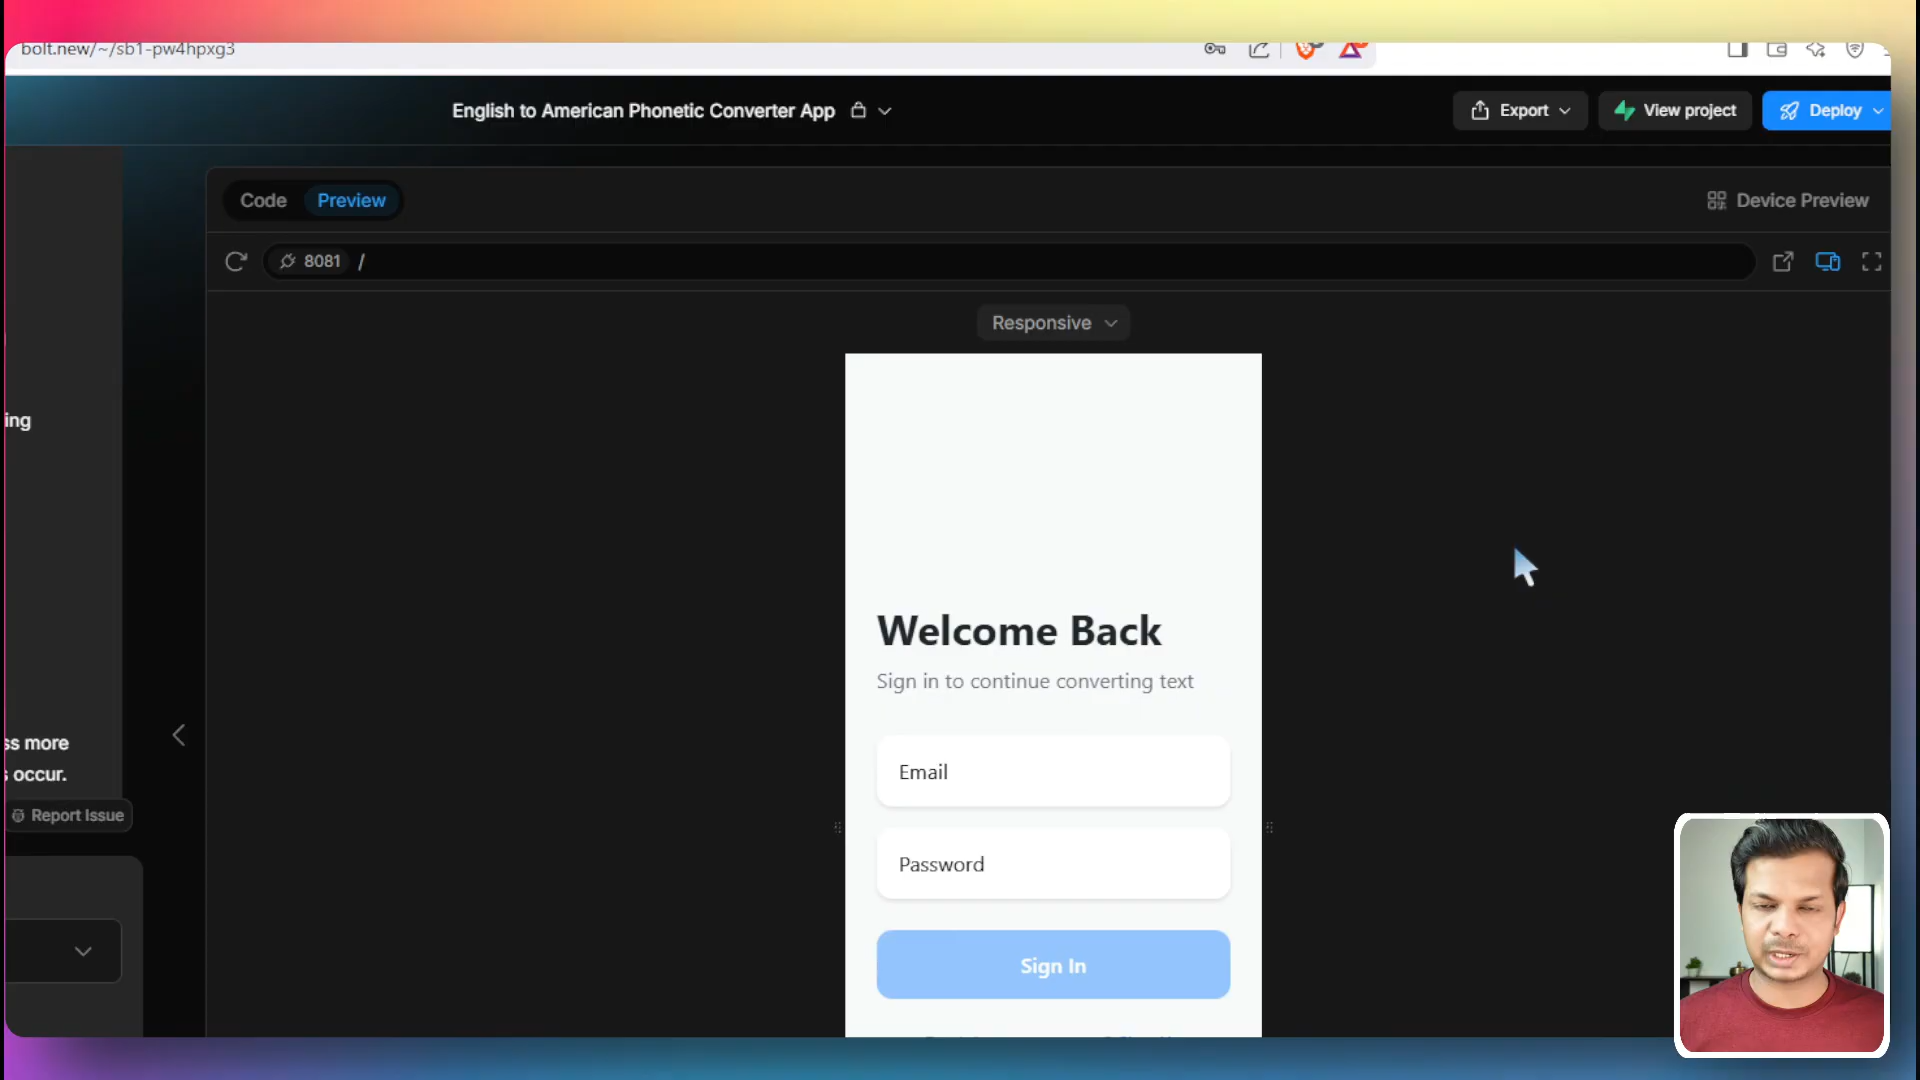 bolt.new/~/sb1-pw4hpxg3
English to American Phonetic Converter App
Export
View project
Deploy
Code
Preview
Device Preview
8081 /
Responsive
ing
Welcome Back
Sign in to continue converting text
ss more
occur.
Report Issue
Email
Password
Sign In